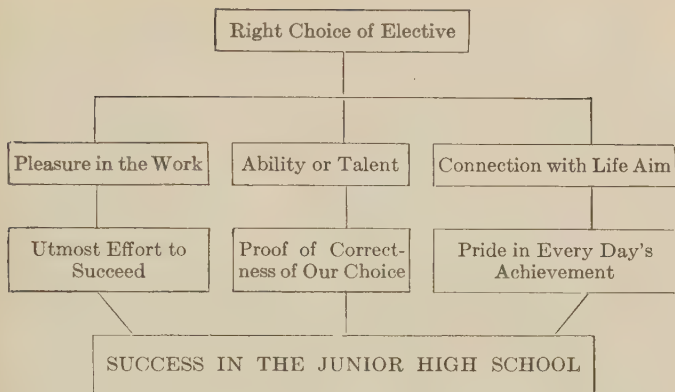 Right Choice of Elective
Pleasure in the Work
Ability or Talent
Connection with Life Aim
Utmost Effort to
Succeed
Proof of Correct-
ness of Our Choice
Pride in Every Day's
Achievement
SUCCESS IN THE JUNIOR HIGH SCHOOL